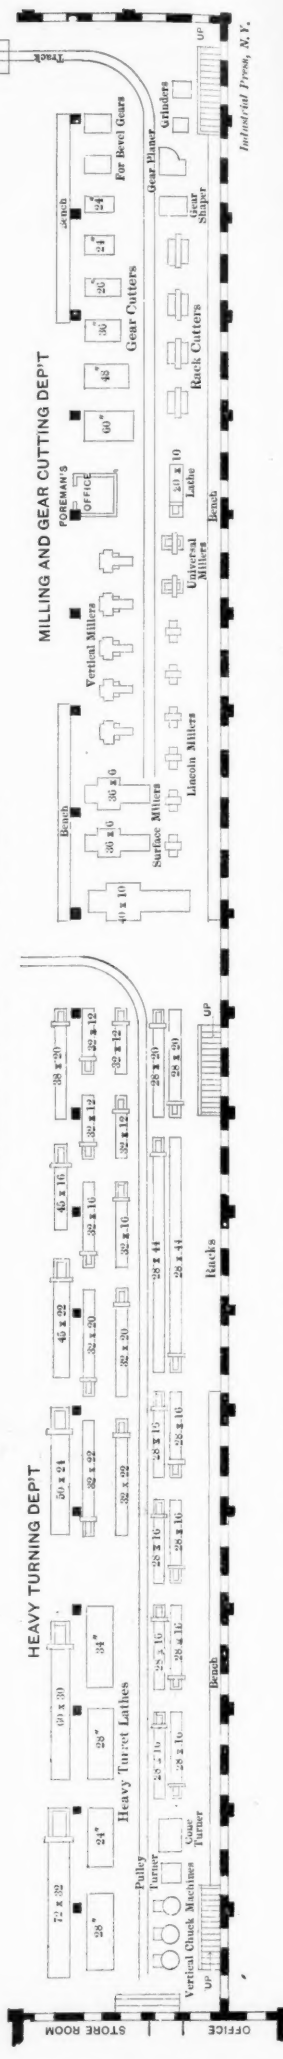 UP
Industrial Press, N.Y.
Track
Grinders
For Bevel Gears
Gear Planer
Bench
24"
24"
26"
36"
48"
60"
Gear
Shaper
Gear Cutters
Rack Cutters
MILLING AND GEAR CUTTING DEP'T
FOREMAN'S
OFFICE
20 x 10
Lathe
Bench
Universal
Millers
Vertical Millers
Lincoln Millers
Bench
36 x 6
36 x 6
Surface Millers
40 x 10
UP
38 x 20
32 x 12
32 x 12
28 x 20
28 x 20
32 x 12
32 x 12
45 x 16
32 x 16
32 x 16
28 x 44
28 x 44
Racks
45 x 22
32 x 20
32 x 20
HEAVY TURNING DEP'T
50 x 24
32 x 22
32 x 22
28 x 16
28 x 16
28 x 16
28 x 16
60 x 30
34"
28"
Heavy Turret Lathes
28 x 16
28 x 16
28 x 16
28 x 16
Bench
72 x 32
24"
28"
Pulley
Turner
Cone
Turner
Vertical Chuck Machines
UP
STORE ROOM
OFFICE